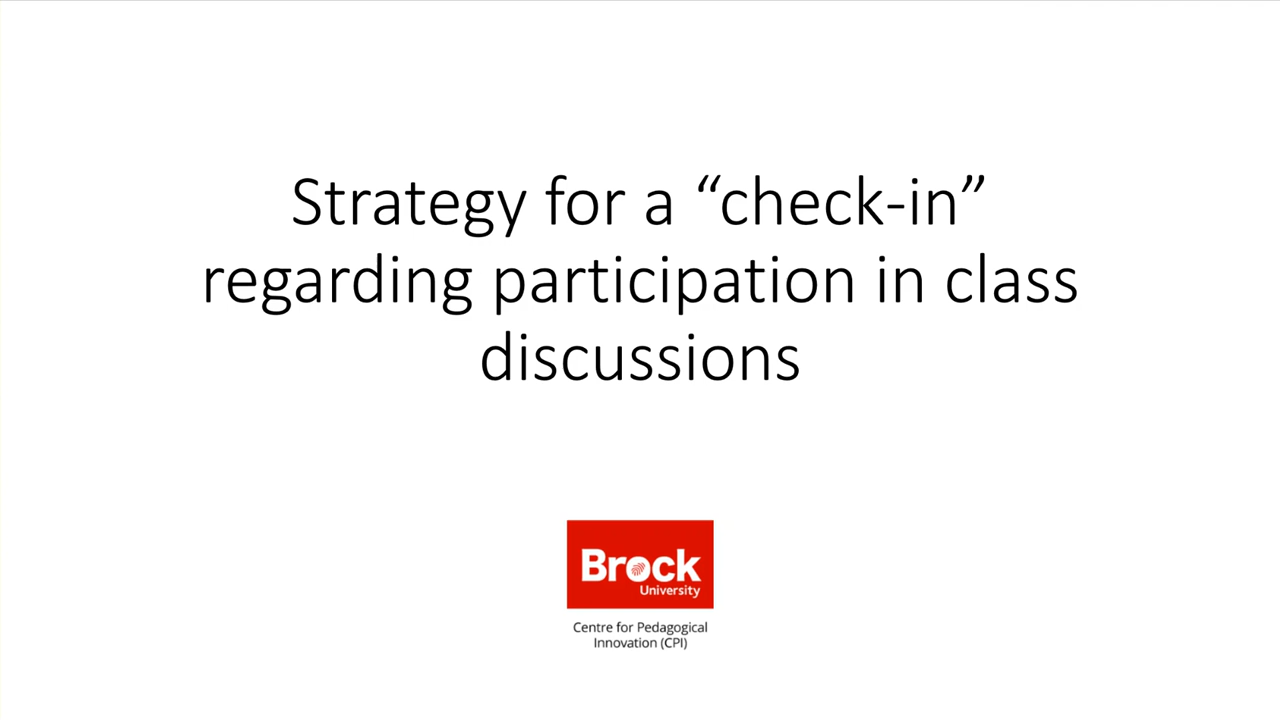 Strategy for a “check-in”
regarding participation in class
discussions
Brock
University
Centre for Pedagogical
Innovation (CPI)